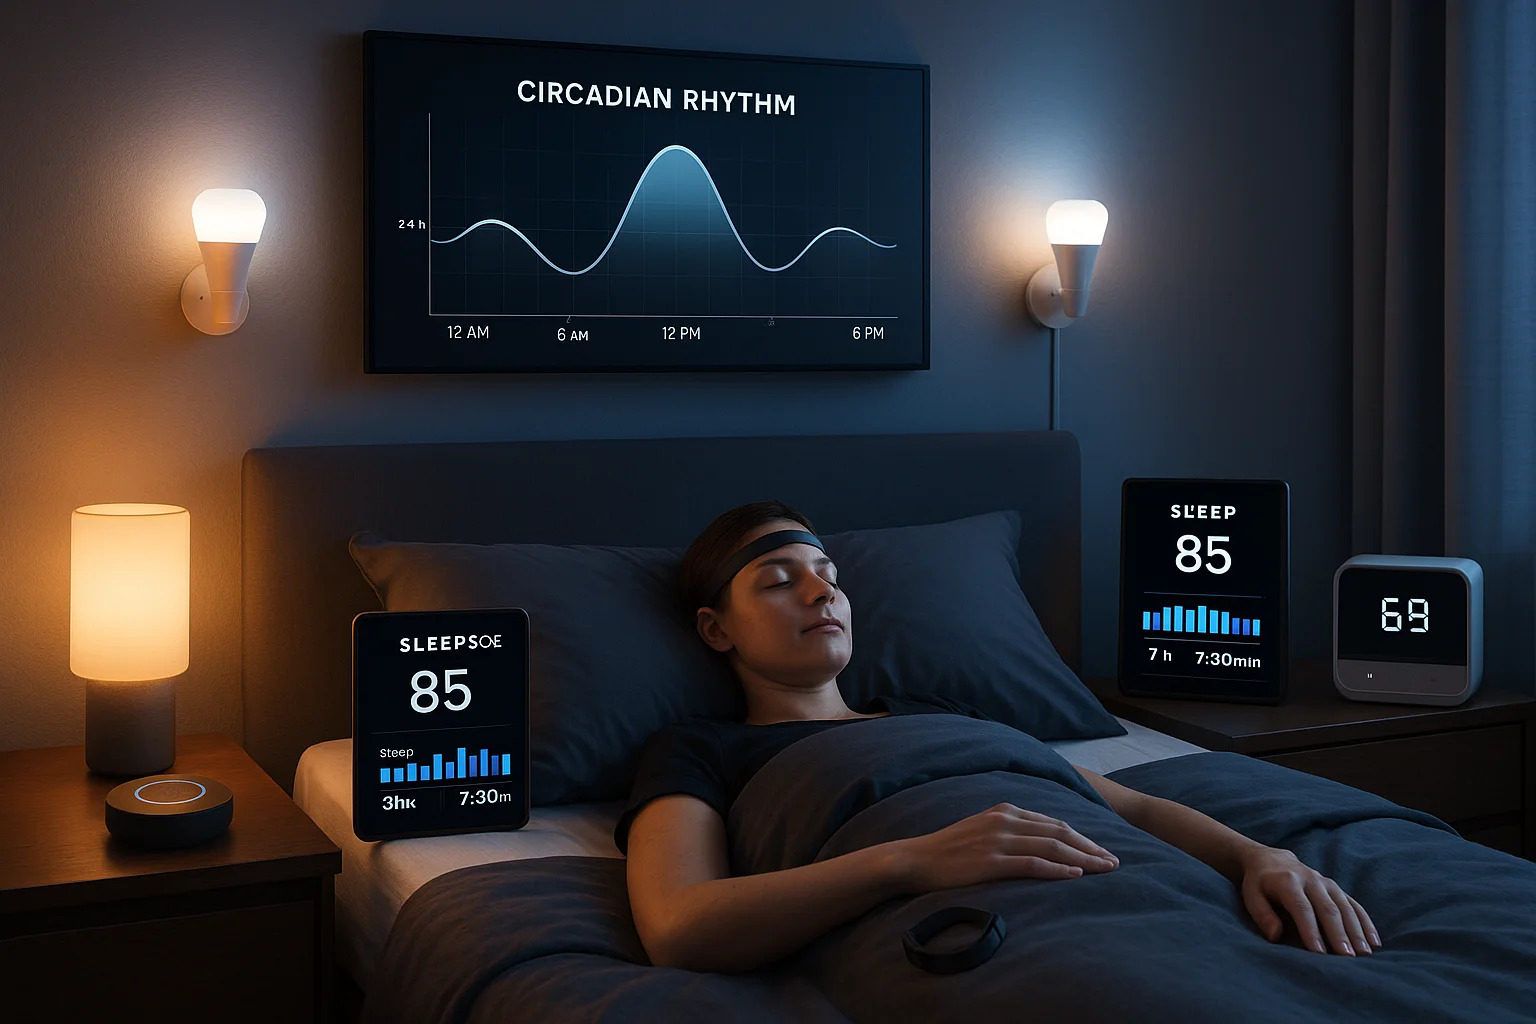 CIRCADIAN RHYTHM
24 h
12 AM
6 AM
12 PM
6 PM
SLEEPSOE
85
Steep
3hk
7:30m
SLEEP
85
7 h
7:30min
69